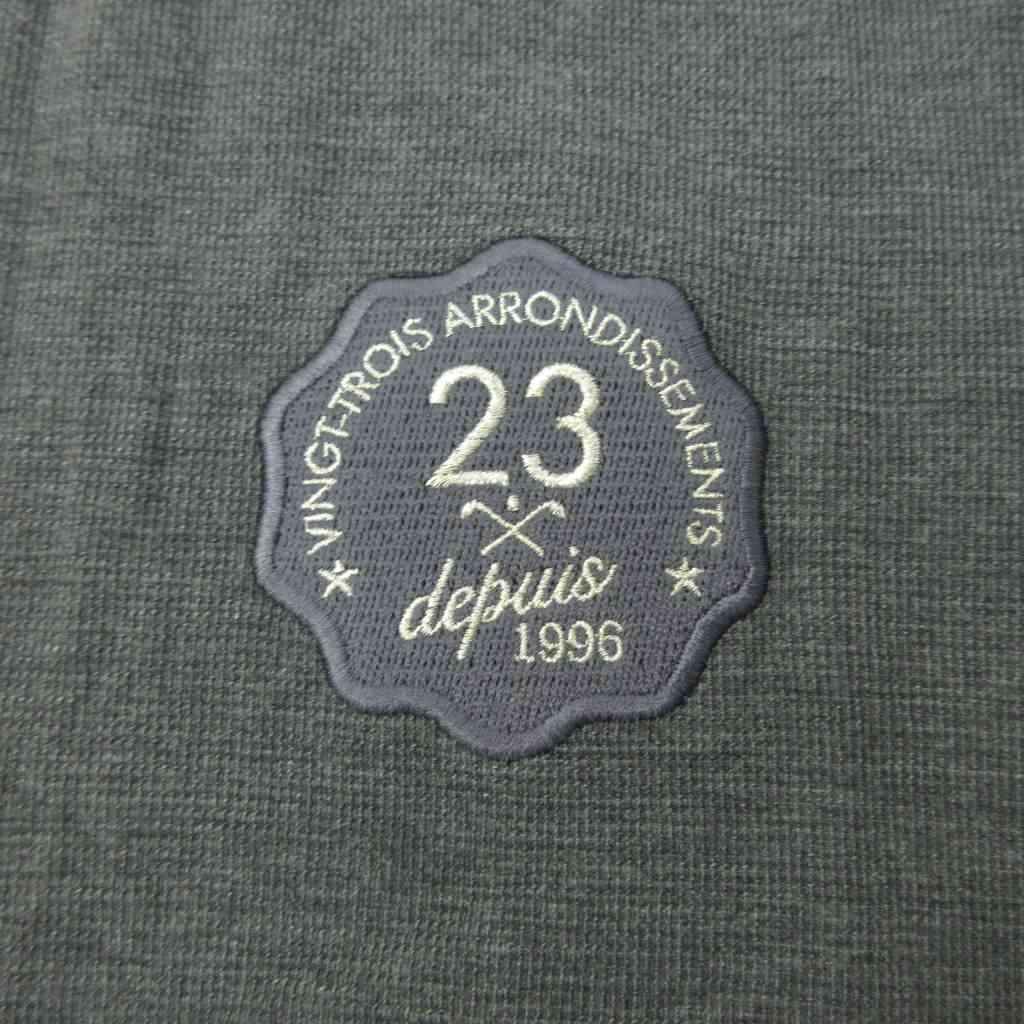 VINGT-TROIS ARRONDISSEMENTS
23
depuis
1996